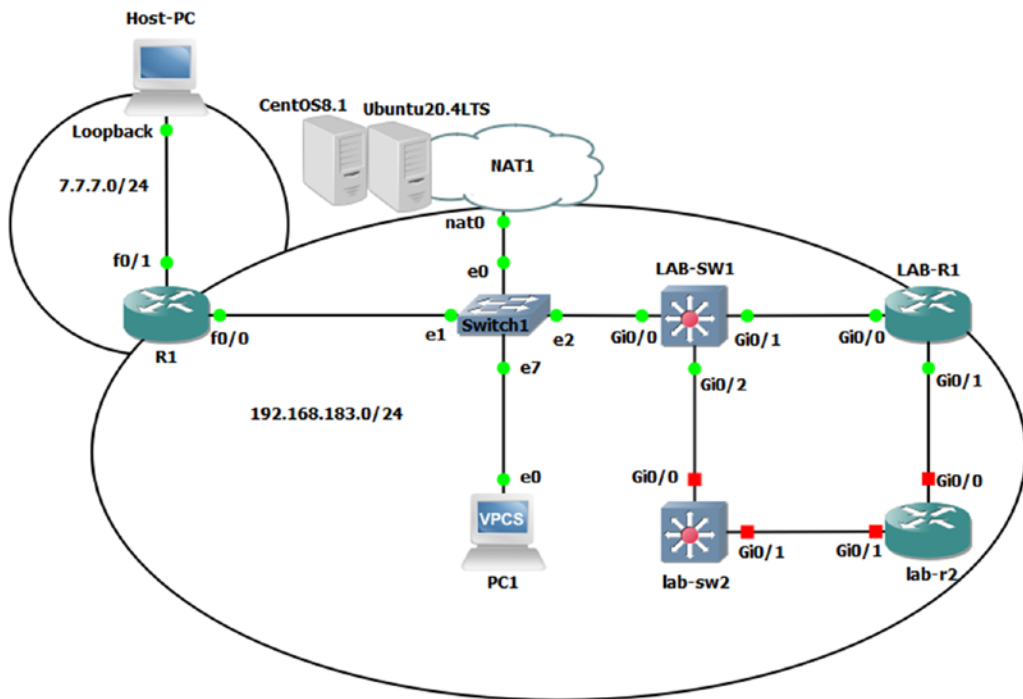 Host-PC
CentOS8.1
Ubuntu20.4LTS
Loopback
NAT1
7.7.7.0/24
nat0
f0/1
e0
LAB-SW1
LAB-R1
R1
f0/0
e1
Switch1
e2
Gi0/0
Gi0/1
Gi0/0
e7
Gi0/2
Gi0/1
192.168.183.0/24
e0
Gi0/0
Gi0/0
VPCS
PC1
Gi0/1
Gi0/1
lab-sw2
lab-r2